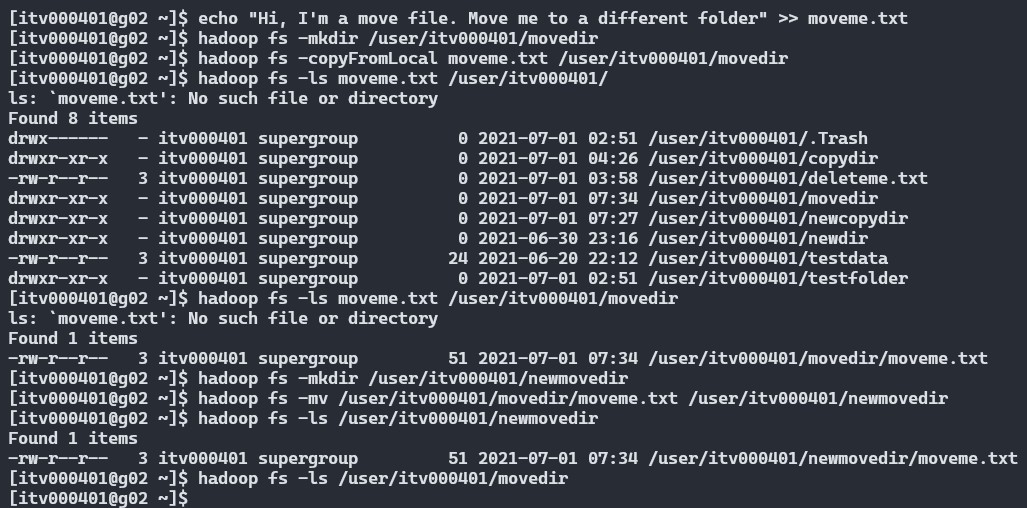 [itv000401@g02 ~]$ echo "Hi, I'm a move file. Move me to a different folder" >> moveme.txt
[itv000401@g02 ~]$ hadoop fs -mkdir /user/itv000401/movedir
[itv000401@g02 ~]$ hadoop fs -copyFromLocal moveme.txt /user/itv000401/movedir
[itv000401@g02 ~]$ hadoop fs -ls moveme.txt /user/itv000401/
ls: `moveme.txt': No such file or directory
Found 8 items
drwx------   - itv000401 supergroup          0 2021-07-01 02:51 /user/itv000401/.Trash
drwxr-xr-x   - itv000401 supergroup          0 2021-07-01 04:26 /user/itv000401/copydir
-rw-r--r--   3 itv000401 supergroup          0 2021-07-01 03:58 /user/itv000401/deleteme.txt
drwxr-xr-x   - itv000401 supergroup          0 2021-07-01 07:34 /user/itv000401/movedir
drwxr-xr-x   - itv000401 supergroup          0 2021-07-01 07:27 /user/itv000401/newcopydir
drwxr-xr-x   - itv000401 supergroup          0 2021-06-30 23:16 /user/itv000401/newdir
-rw-r--r--   3 itv000401 supergroup         24 2021-06-20 22:12 /user/itv000401/testdata
drwxr-xr-x   - itv000401 supergroup          0 2021-07-01 02:51 /user/itv000401/testfolder
[itv000401@g02 ~]$ hadoop fs -ls moveme.txt /user/itv000401/movedir
ls: `moveme.txt': No such file or directory
Found 1 items
-rw-r--r--   3 itv000401 supergroup         51 2021-07-01 07:34 /user/itv000401/movedir/moveme.txt
[itv000401@g02 ~]$ hadoop fs -mkdir /user/itv000401/newmovedir
[itv000401@g02 ~]$ hadoop fs -mv /user/itv000401/movedir/moveme.txt /user/itv000401/newmovedir
[itv000401@g02 ~]$ hadoop fs -ls /user/itv000401/newmovedir
Found 1 items
-rw-r--r--   3 itv000401 supergroup         51 2021-07-01 07:34 /user/itv000401/newmovedir/moveme.txt
[itv000401@g02 ~]$ hadoop fs -ls /user/itv000401/movedir
[itv000401@g02 ~]$